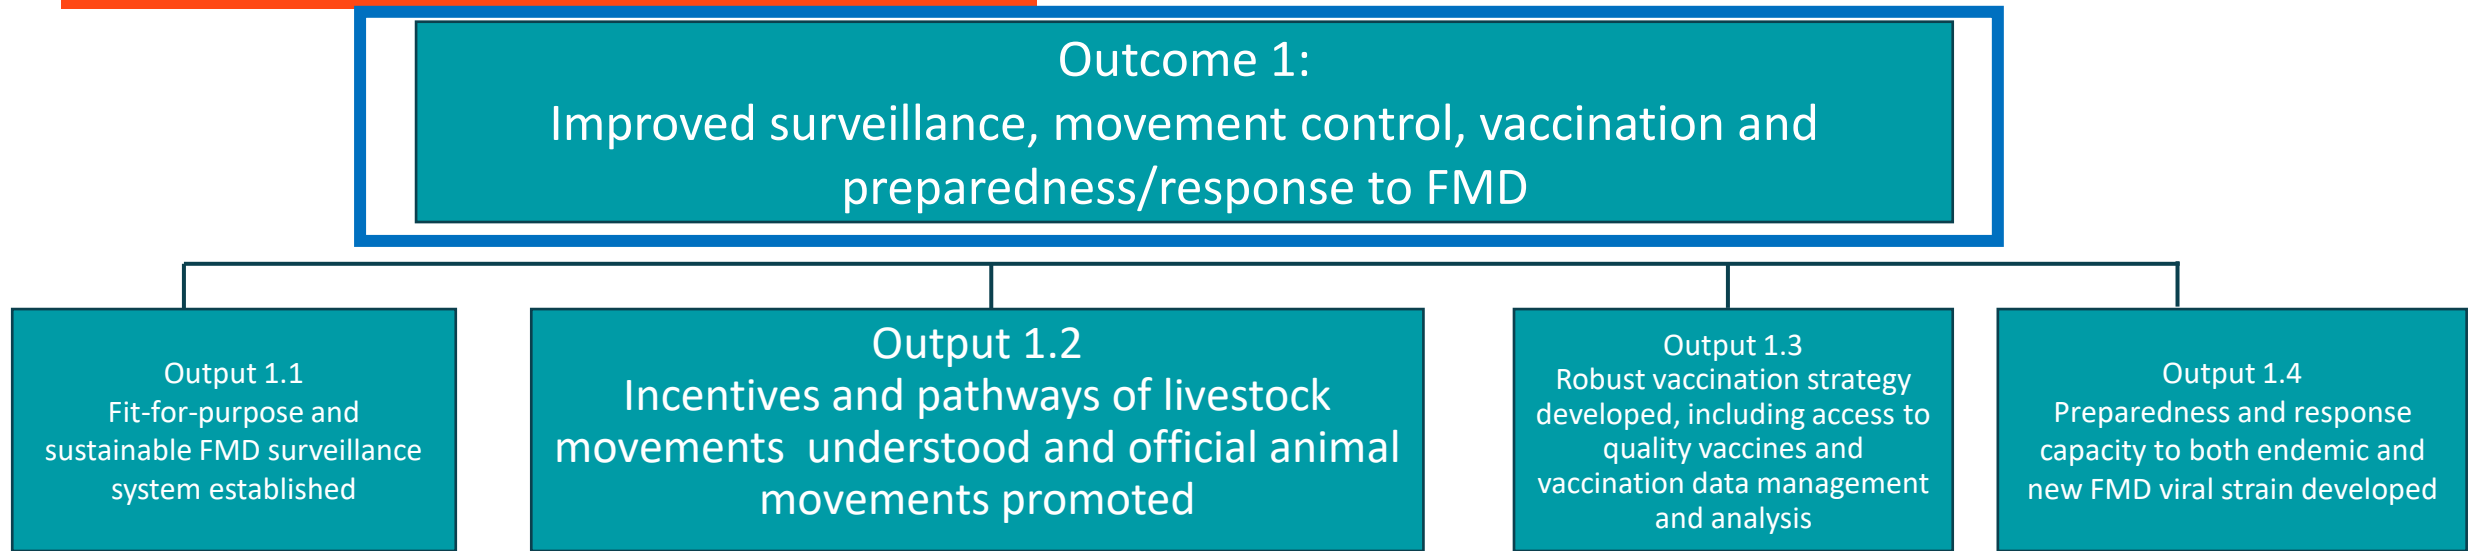 Outcome 1:
Improved surveillance, movement control, vaccination and
preparedness/response to FMD
Output 1.1
Fit-for-purpose and
sustainable FMD surveillance
system established
Output 1.2
Incentives and pathways of livestock
movements  understood and official animal
movements promoted
Output 1.3
Robust vaccination strategy
developed, including access to
quality vaccines and
vaccination data management
and analysis
Output 1.4
Preparedness and response
capacity to both endemic and
new FMD viral strain developed